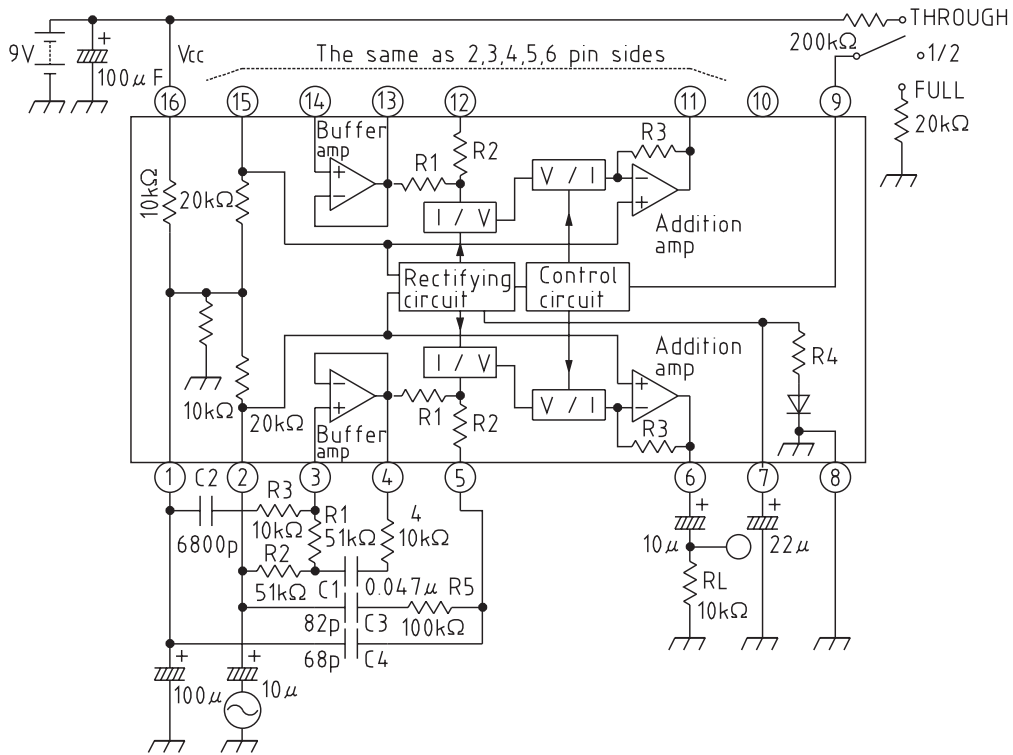 THROUGH
200kΩ
1/2
9V
+
100μF
Vcc
The same as 2,3,4,5,6 pin sides
FULL
20kΩ
16
15
14
13
12
11
10
9
Buffer
amp
+
−
R1
R2
R3
V / I
−
+
10kΩ
20kΩ
I / V
Addition
amp
Rectifying
circuit
Control
circuit
Addition
amp
R4
I / V
−
+
+
−
10kΩ
20kΩ
R1
R2
V / I
R3
Buffer
amp
1
2
3
4
5
6
7
8
C2
R3
R1
4
6800p
10kΩ
51kΩ
10kΩ
+
+
10μ
22μ
R2
51kΩ
C1
0.047μ
R5
RL
10kΩ
82p
C3
100kΩ
68p
C4
+
+
100μ
10μ